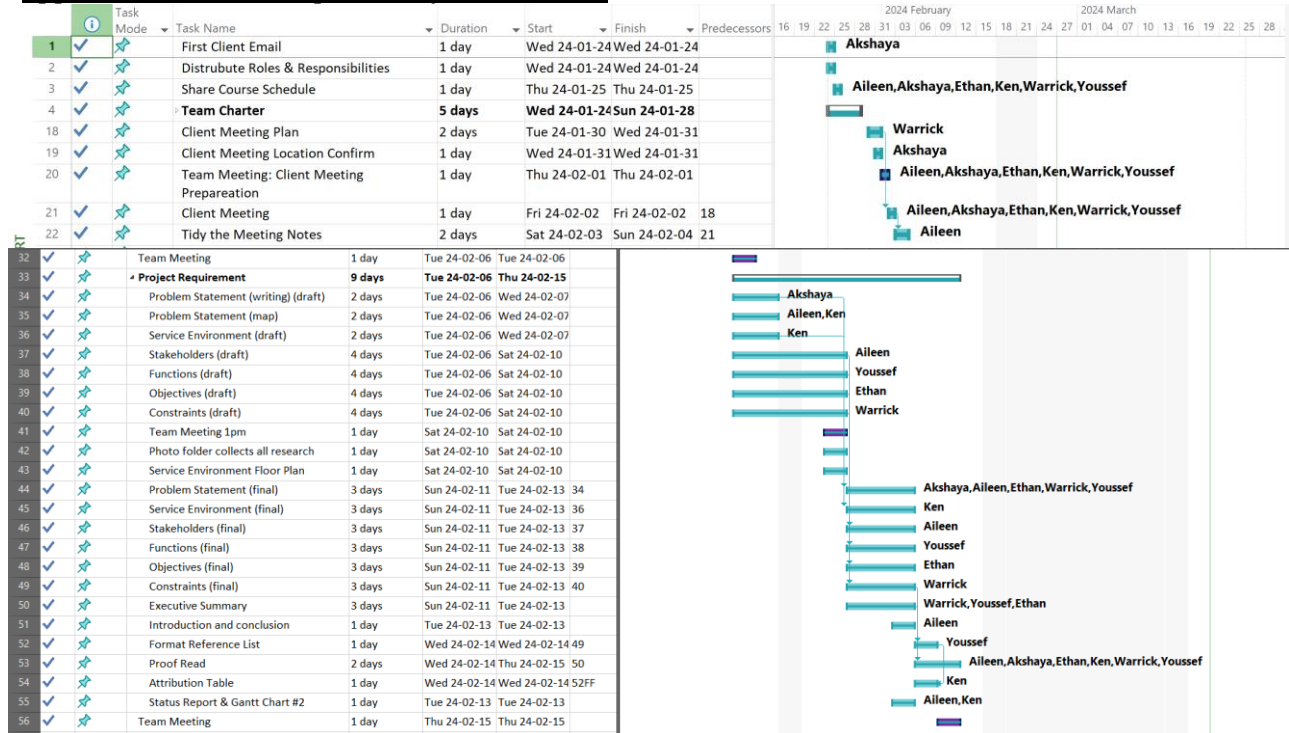 Task Mode Task Name Duration Start Finish Predecessors
2024 February 2024 March
16 19 22 25 28 31 03 06 09 12 15 18 21 24 27 01 04 07 10 13 16 19 22 25 28
1 First Client Email 1 day Wed 24-01-24 Wed 24-01-24 Akshaya
2 Distrubute Roles & Responsibilities 1 day Wed 24-01-24 Wed 24-01-24
3 Share Course Schedule 1 day Thu 24-01-25 Thu 24-01-25 Aileen,Akshaya,Ethan,Ken,Warrick,Youssef
4 Team Charter 5 days Wed 24-01-24 Sun 24-01-28
18 Client Meeting Plan 2 days Tue 24-01-30 Wed 24-01-31 Warrick
19 Client Meeting Location Confirm 1 day Wed 24-01-31 Wed 24-01-31 Akshaya
20 Team Meeting: Client Meeting Prepareation 1 day Thu 24-02-01 Thu 24-02-01 Aileen,Akshaya,Ethan,Ken,Warrick,Youssef
21 Client Meeting 1 day Fri 24-02-02 Fri 24-02-02 18 Aileen,Akshaya,Ethan,Ken,Warrick,Youssef
22 Tidy the Meeting Notes 2 days Sat 24-02-03 Sun 24-02-04 21 Aileen
32 Team Meeting 1 day Tue 24-02-06 Tue 24-02-06
33 Project Requirement 9 days Tue 24-02-06 Thu 24-02-15
34 Problem Statement (writing) (draft) 2 days Tue 24-02-06 Wed 24-02-07 Akshaya
35 Problem Statement (map) 2 days Tue 24-02-06 Wed 24-02-07 Aileen,Ken
36 Service Environment (draft) 2 days Tue 24-02-06 Wed 24-02-07 Ken
37 Stakeholders (draft) 4 days Tue 24-02-06 Sat 24-02-10 Aileen
38 Functions (draft) 4 days Tue 24-02-06 Sat 24-02-10 Youssef
39 Objectives (draft) 4 days Tue 24-02-06 Sat 24-02-10 Ethan
40 Constraints (draft) 4 days Tue 24-02-06 Sat 24-02-10 Warrick
41 Team Meeting 1pm 1 day Sat 24-02-10 Sat 24-02-10
42 Photo folder collects all research 1 day Sat 24-02-10 Sat 24-02-10
43 Service Environment Floor Plan 1 day Sat 24-02-10 Sat 24-02-10
44 Problem Statement (final) 3 days Sun 24-02-11 Tue 24-02-13 34 Akshaya,Aileen,Ethan,Warrick,Youssef
45 Service Environment (final) 3 days Sun 24-02-11 Tue 24-02-13 36 Ken
46 Stakeholders (final) 3 days Sun 24-02-11 Tue 24-02-13 37 Aileen
47 Functions (final) 3 days Sun 24-02-11 Tue 24-02-13 38 Youssef
48 Objectives (final) 3 days Sun 24-02-11 Tue 24-02-13 39 Ethan
49 Constraints (final) 3 days Sun 24-02-11 Tue 24-02-13 40 Warrick
50 Executive Summary 3 days Sun 24-02-11 Tue 24-02-13 Warrick,Youssef,Ethan
51 Introduction and conclusion 1 day Tue 24-02-13 Tue 24-02-13 Aileen
52 Format Reference List 1 day Wed 24-02-14 Wed 24-02-14 49 Youssef
53 Proof Read 2 days Wed 24-02-14 Thu 24-02-15 50 Aileen,Akshaya,Ethan,Ken,Warrick,Youssef
54 Attribution Table 1 day Wed 24-02-14 Wed 24-02-14 52FF Ken
55 Status Report & Gantt Chart #2 1 day Tue 24-02-13 Tue 24-02-13 Aileen,Ken
56 Team Meeting 1 day Thu 24-02-15 Thu 24-02-15